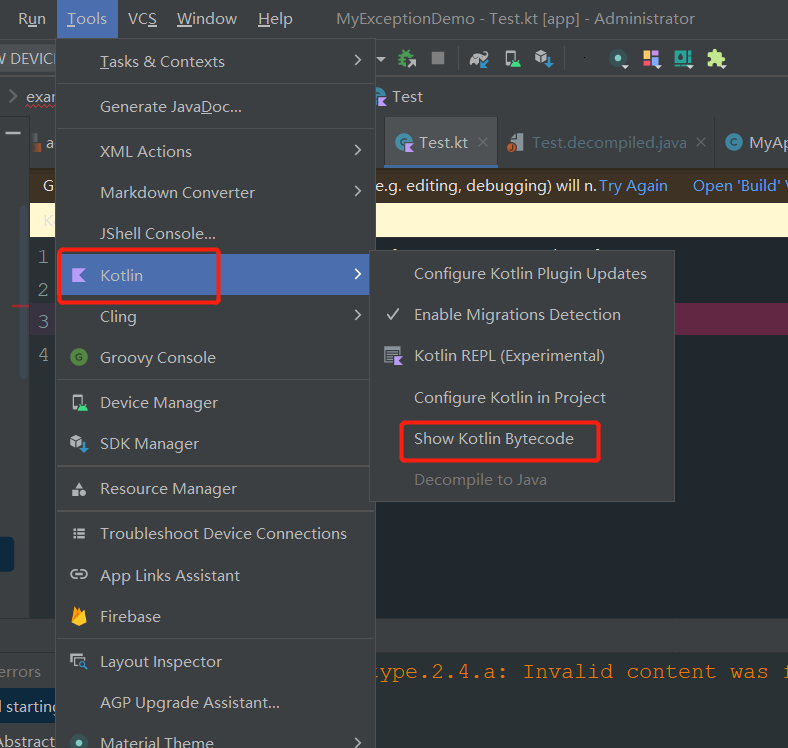 Run Tools VCS Window Help MyExceptionDemo - Test.kt [app] - Administrator
Tasks & Contexts
Generate JavaDoc...
XML Actions
Markdown Converter
JShell Console...
Kotlin
Cling
Groovy Console
Device Manager
SDK Manager
Resource Manager
Troubleshoot Device Connections
App Links Assistant
Firebase
Layout Inspector
AGP Upgrade Assistant...
Material Theme
Configure Kotlin Plugin Updates
Enable Migrations Detection
Kotlin REPL (Experimental)
Configure Kotlin in Project
Show Kotlin Bytecode
Decompile to Java
Test
Test.kt Test.decompiled.java MyAp
(e.g. editing, debugging) will n. Try Again Open 'Build'
1
2
3
4
ype.2.4.a: Invalid content was f
errors
starting
Abstract